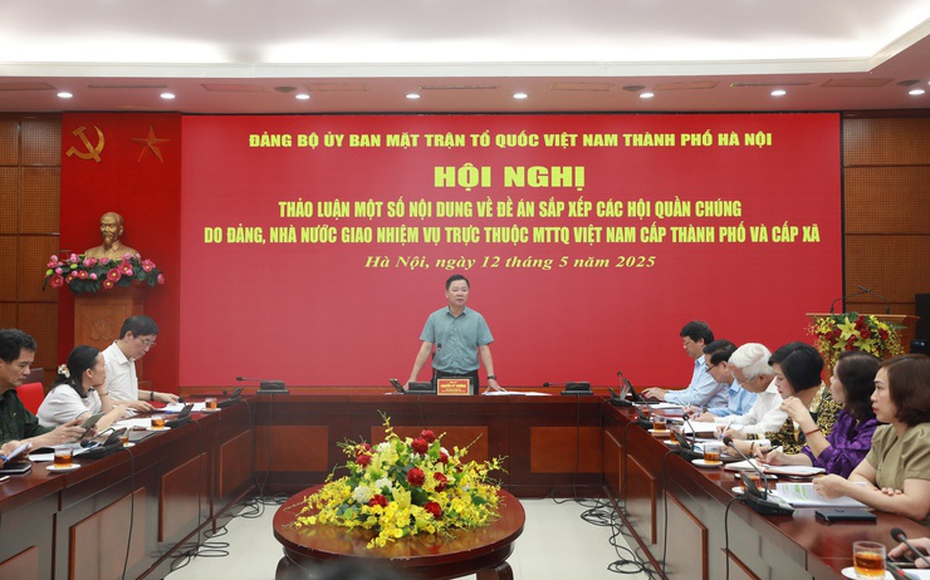 ĐẢNG BỘ ỦY BAN MẶT TRẬN TỔ QUỐC VIỆT NAM THÀNH PHỐ HÀ NỘI
HỘI NGHỊ
THẢO LUẬN MỘT SỐ NỘI DUNG VỀ ĐỀ ÁN SẮP XẾP CÁC HỘI QUẦN CHÚNG
DO ĐẢNG, NHÀ NƯỚC GIAO NHIỆM VỤ TRỰC THUỘC MTTQ VIỆT NAM CẤP THÀNH PHỐ VÀ CẤP XÃ
Hà Nội, ngày 12 tháng 5 năm 2025